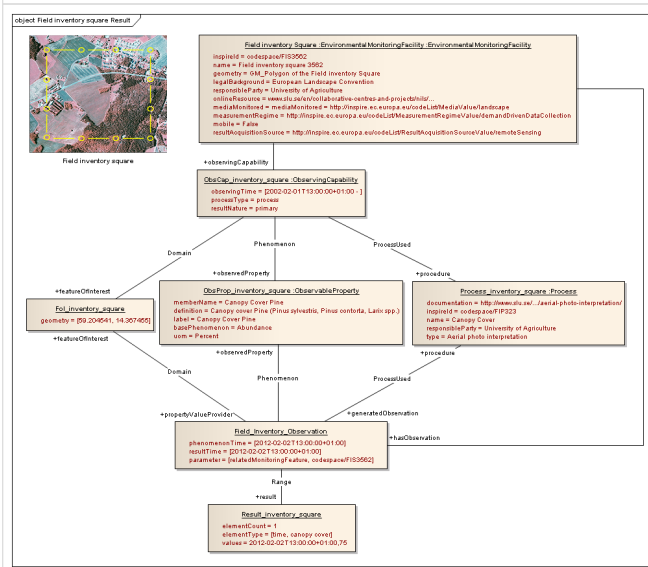 object Field inventory square Result
Field inventory Square :EnvironmentalMonitoringFacility :EnvironmentalMonitoringFacility
inspireId = codespace/FIS3562
name = Field inventory square 3562
geometry = GM_Polygon of the Field inventory Square
legalBackground = European Landscape Convention
responsibleParty = University of Agriculture
onlineResource = www.slu.se/en/collaborative-centres-and-projects/nils/...
mediaMonitored = mediaMonitored = http://inspire.ec.europa.eu/codeList/MediaValue/landscape
measurementRegime = http://inspire.ec.europa.eu/codeList/MeasurementRegimeValue/demandDrivenDataCollection
mobile = False
resultAcquisitionSource = http://inspire.ec.europa.eu/codeList/ResultAcquisitionSourceValue/remoteSensing
Field inventory square
+observingCapability
ObsCap_inventory_square :ObservingCapability
observingTime = [2002-02-01T13:00:00+01:00 - ]
processType = process
resultNature = primary
Domain
Phenomenon
ProcessUsed
+featureOfInterest
+observedProperty
+procedure
FoI_inventory_square
geometry = [59.204641, 14.367466]
+featureOfInterest
ObsProp_inventory_square :ObservableProperty
memberName = Canopy Cover Pine
definition = Canopy cover Pine (Pinus sylvestris, Pinus contorta, Larix spp.)
label = Canopy Cover Pine
basePhenomenon = Abundance
uom = Percent
+observedProperty
Process_inventory_square :Process
documentation = http://www.slu.se/.../aerial-photo-interpretation/
inspireId = codespace/FIP323
name = Canopy Cover
responsibleParty = University of Agriculture
type = Aerial photo interpretation
+procedure
Domain
Phenomenon
ProcessUsed
+propertyValueProvider
+generatedObservation
Field_Inventory_Observation
phenomenonTime = [2012-02-02T13:00:00+01:00]
resultTime = [2012-02-02T13:00:00+01:00]
parameter = [relatedMonitoringFeature, codespace/FIS3562]
+hasObservation
Range
+result
Result_inventory_square
elementCount = 1
elementType = [time, canopy cover]
values = 2012-02-02T13:00:00+01:00,75